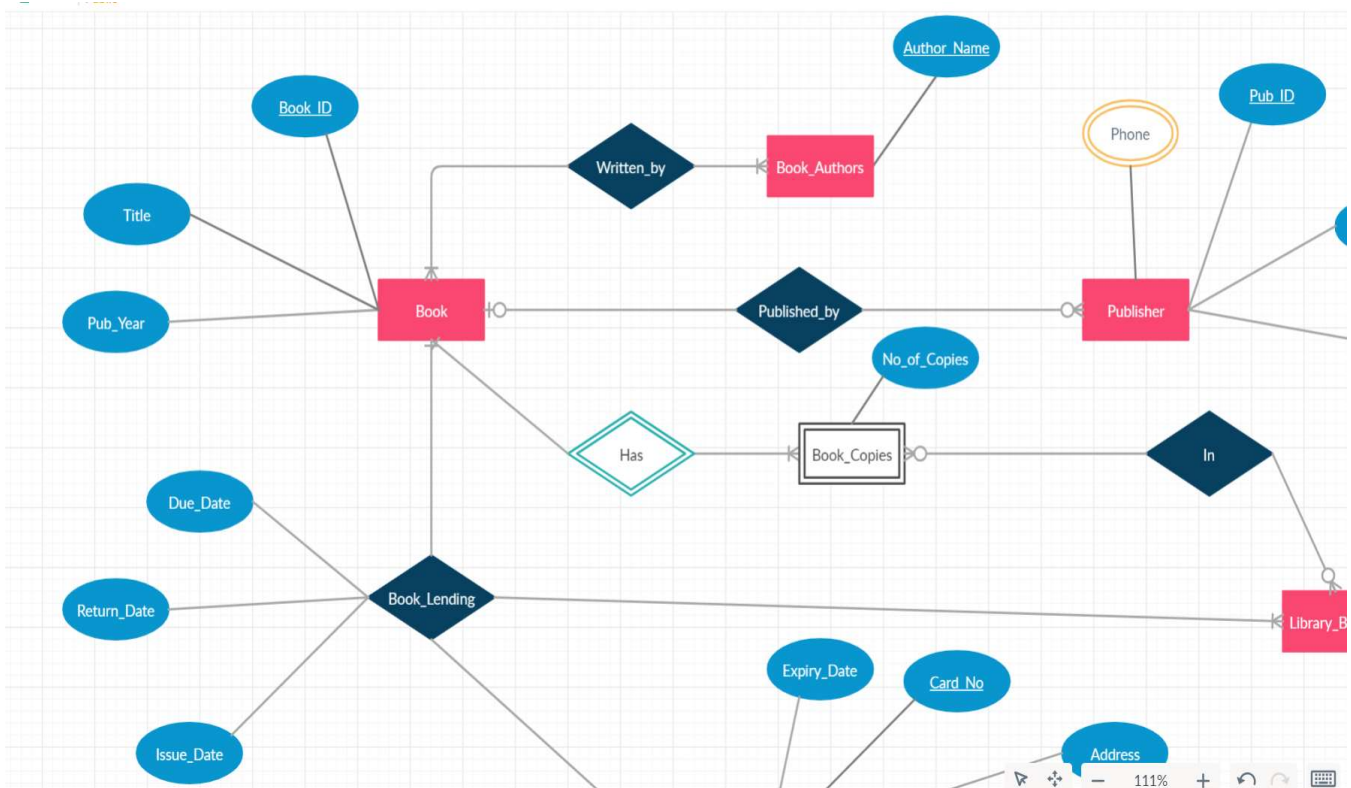 Author_Name
Book_ID
Pub_ID
Phone
Written_by
Book_Authors
Title
Book
Published_by
Publisher
Pub_Year
No_of_Copies
Has
Book_Copies
In
Due_Date
Book_Lending
Return_Date
Library_B
Expiry_Date
Card_No
Issue_Date
Address
111%